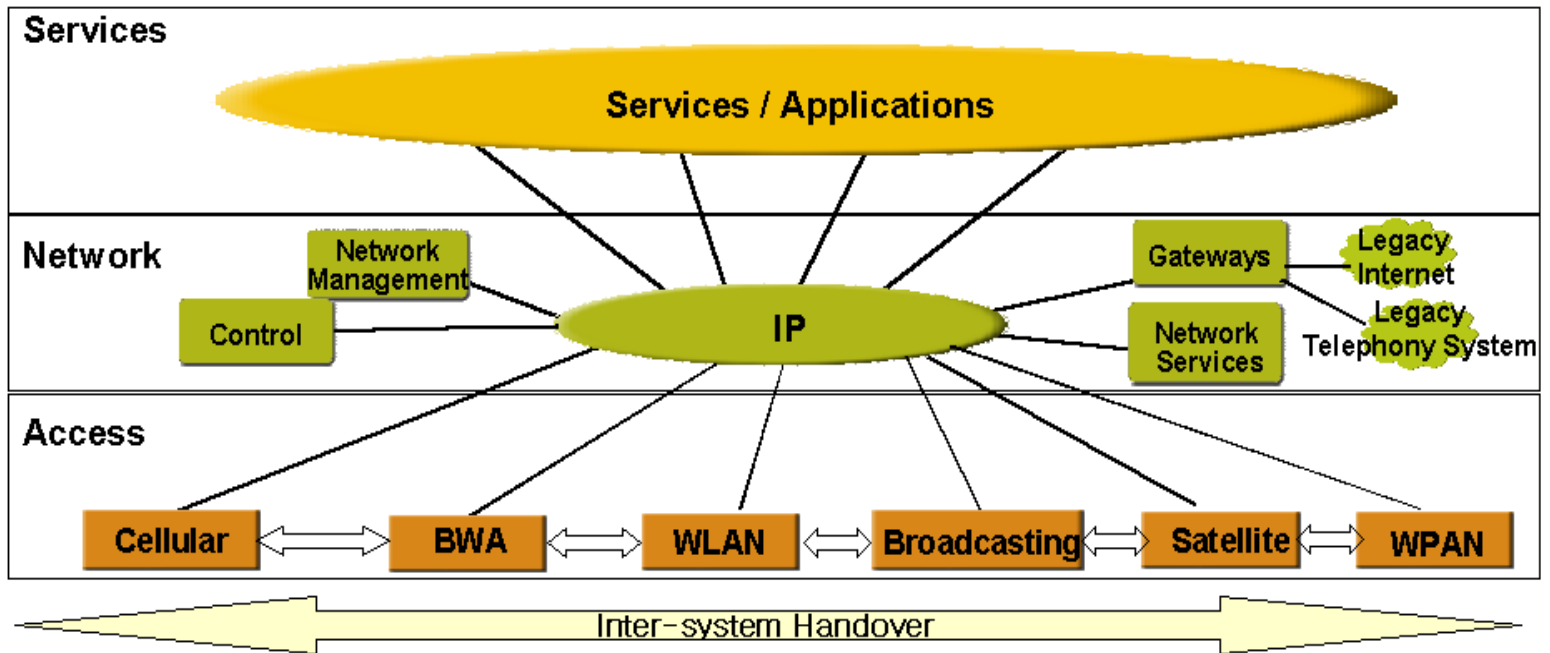 Services
Services / Applications
Network
Network
Management
Control
IP
Gateways
Network
Services
Legacy
Internet
Legacy
Telephony System
Access
Cellular
BWA
WLAN
Broadcasting
Satellite
WPAN
Inter-system Handover